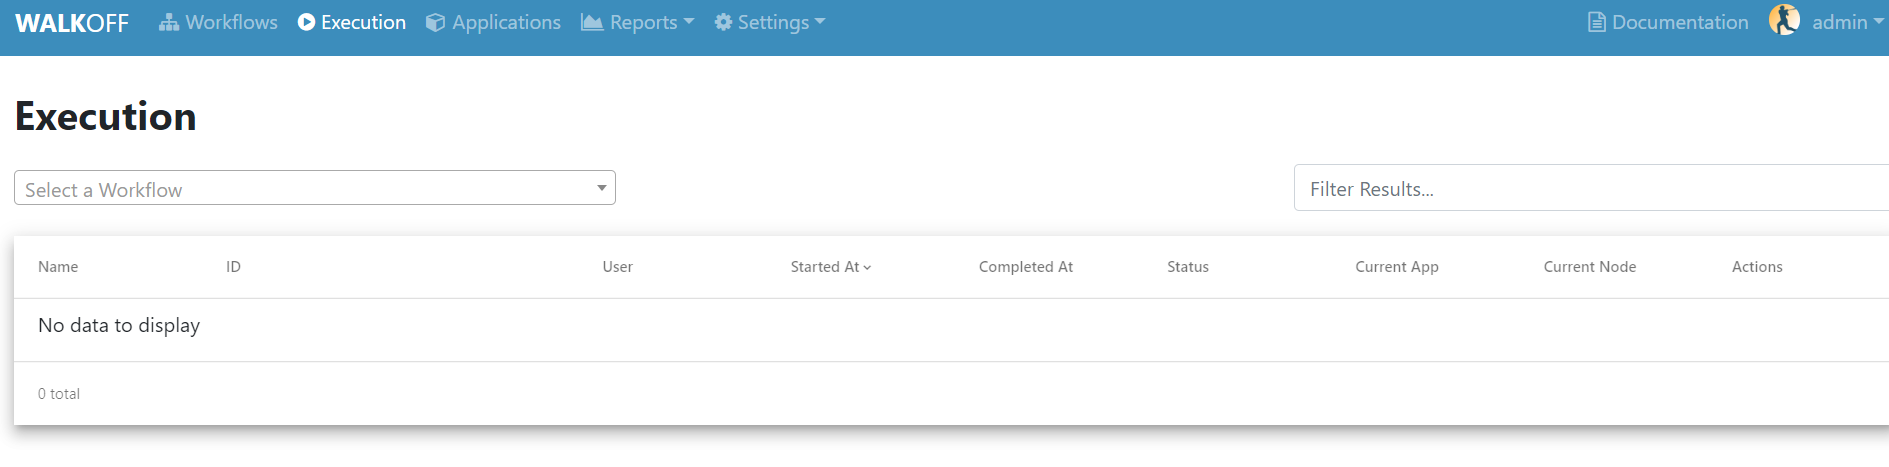 WALKOFF Workflows Execution Applications Reports Settings Documentation admin
Execution
Select a Workflow Filter Results...
Name ID User Started At Completed At Status Current App Current Node Actions
No data to display
0 total